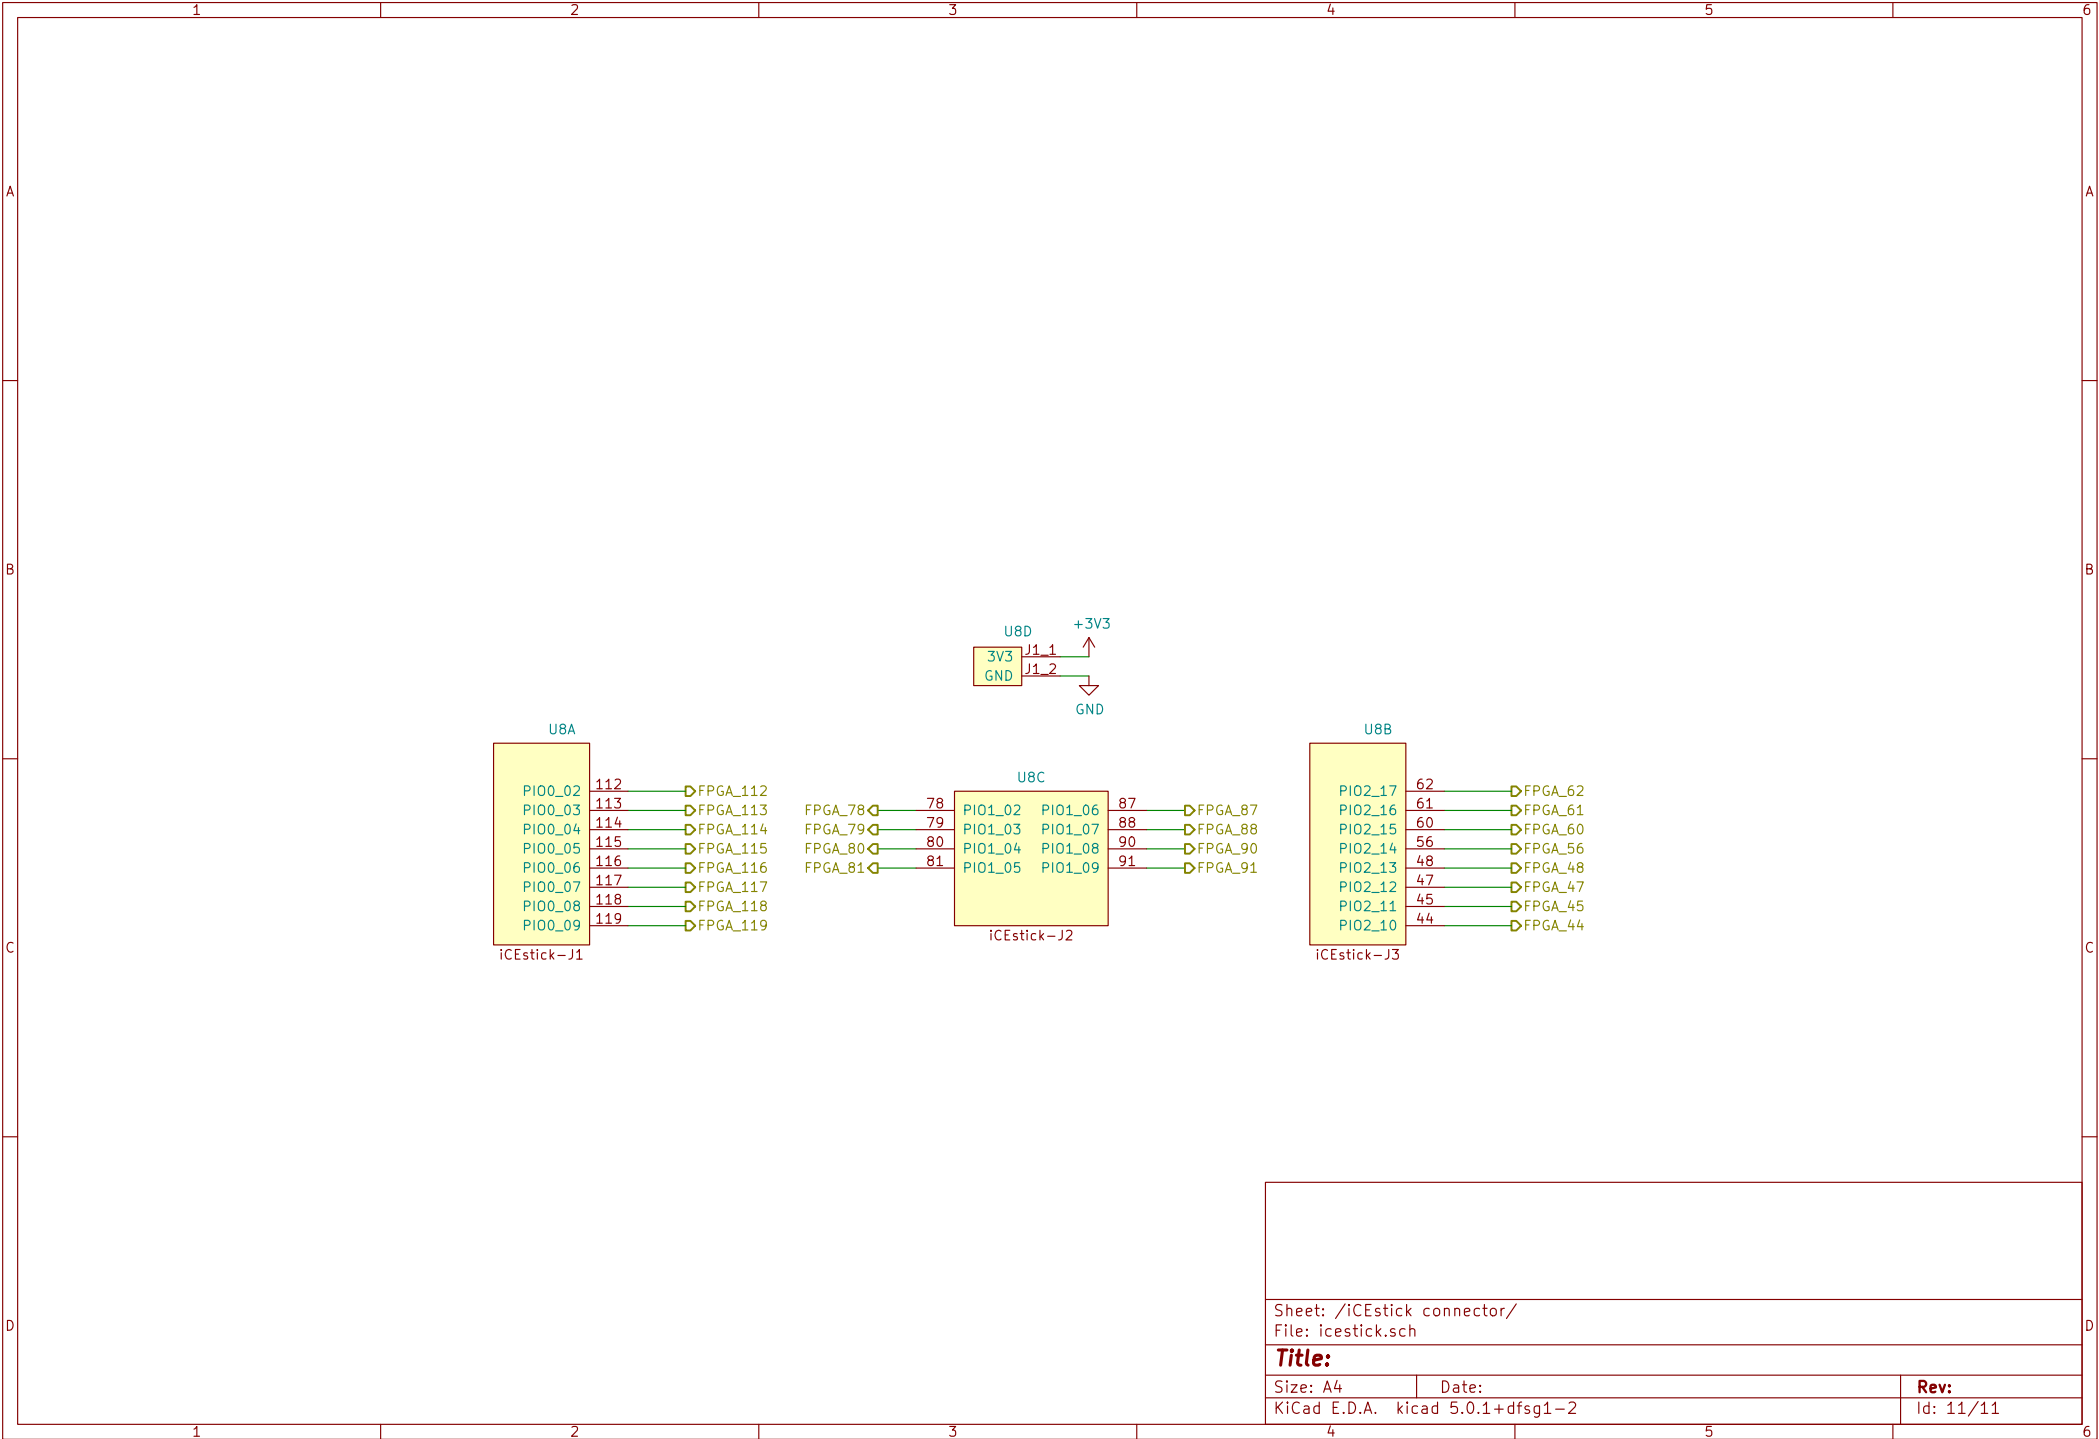 1 2 3 4 5 6
A A
B B
U8D +3V3
3V3 J1_1
GND J1_2
GND
U8A U8B
U8C
PIO0_02 112 FPGA_112
PIO0_03 113 FPGA_113
PIO0_04 114 FPGA_114
PIO0_05 115 FPGA_115
PIO0_06 116 FPGA_116
PIO0_07 117 FPGA_117
PIO0_08 118 FPGA_118
PIO0_09 119 FPGA_119
iCEstick-J1
FPGA_78 78 PIO1_02 PIO1_06 87 FPGA_87
FPGA_79 79 PIO1_03 PIO1_07 88 FPGA_88
FPGA_80 80 PIO1_04 PIO1_08 90 FPGA_90
FPGA_81 81 PIO1_05 PIO1_09 91 FPGA_91
iCEstick-J2
PIO2_17 62 FPGA_62
PIO2_16 61 FPGA_61
PIO2_15 60 FPGA_60
PIO2_14 56 FPGA_56
PIO2_13 48 FPGA_48
PIO2_12 47 FPGA_47
PIO2_11 45 FPGA_45
PIO2_10 44 FPGA_44
iCEstick-J3
C C
Sheet: /iCEstick connector/
File: icestick.sch
D D
Title:
Size: A4 Date: Rev:
KiCad E.D.A. kicad 5.0.1+dfsg1-2 Id: 11/11
1 2 3 4 5 6